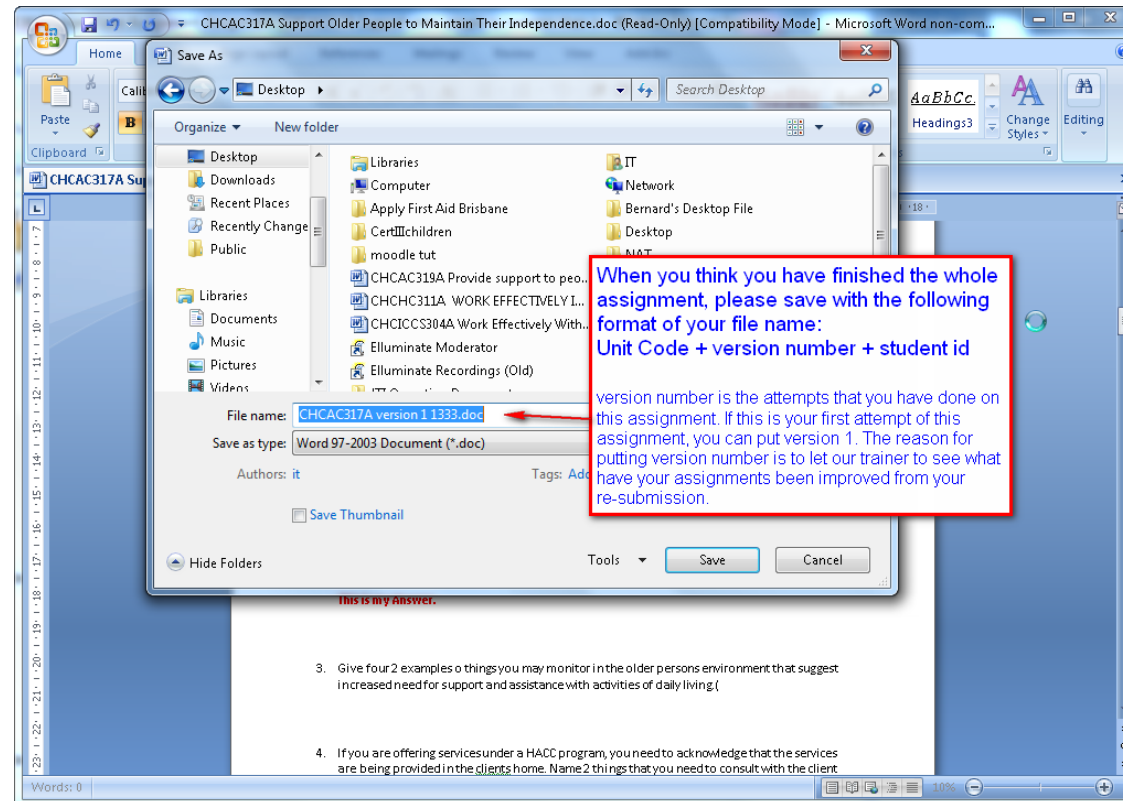 CHCAC317A Support Older People to Maintain Their Independence.doc (Read-Only) [Compatibility Mode] - Microsoft Word non-com...
Home
Save As
Paste
Calib
B
AaBbCc.
Headings3
Change Styles
Editing
Clipboard
CHCAC317A Sup
L
Desktop
Search Desktop
Organize
New folder
Desktop
Downloads
Recent Places
Recently Change
Public
Libraries
Documents
Music
Pictures
Videos
Libraries
Computer
Apply First Aid Brisbane
CertIIIchildren
moodle tut
CHCAC319A Provide support to peo...
CHCHC311A WORK EFFECTIVELY I...
CHCICCS304A Work Effectively With...
Elluminate Moderator
Elluminate Recordings (Old)
IT
Network
Bernard's Desktop File
Desktop
NAT
File name: CHCAC317A version 1 1333.doc
Save as type: Word 97-2003 Document (*.doc)
Authors: it
Tags: Add
Save Thumbnail
Hide Folders
Tools
Save
Cancel
When you think you have finished the whole
assignment, please save with the following
format of your file name:
Unit Code + version number + student id
version number is the attempts that you have done on
this assignment. If this is your first attempt of this
assignment, you can put version 1. The reason for
putting version number is to let our trainer to see what
have your assignments been improved from your
re-submission.
This is my Answer.
3. Give four 2 examples o things you may monitor in the older persons environment that suggest
increased need for support and assistance with activities of daily living.(
4. If you are offering services under a HACC program, you need to acknowledge that the services
are being provided in the clients home. Name 2 things that you need to consult with the client
Words: 0
10%